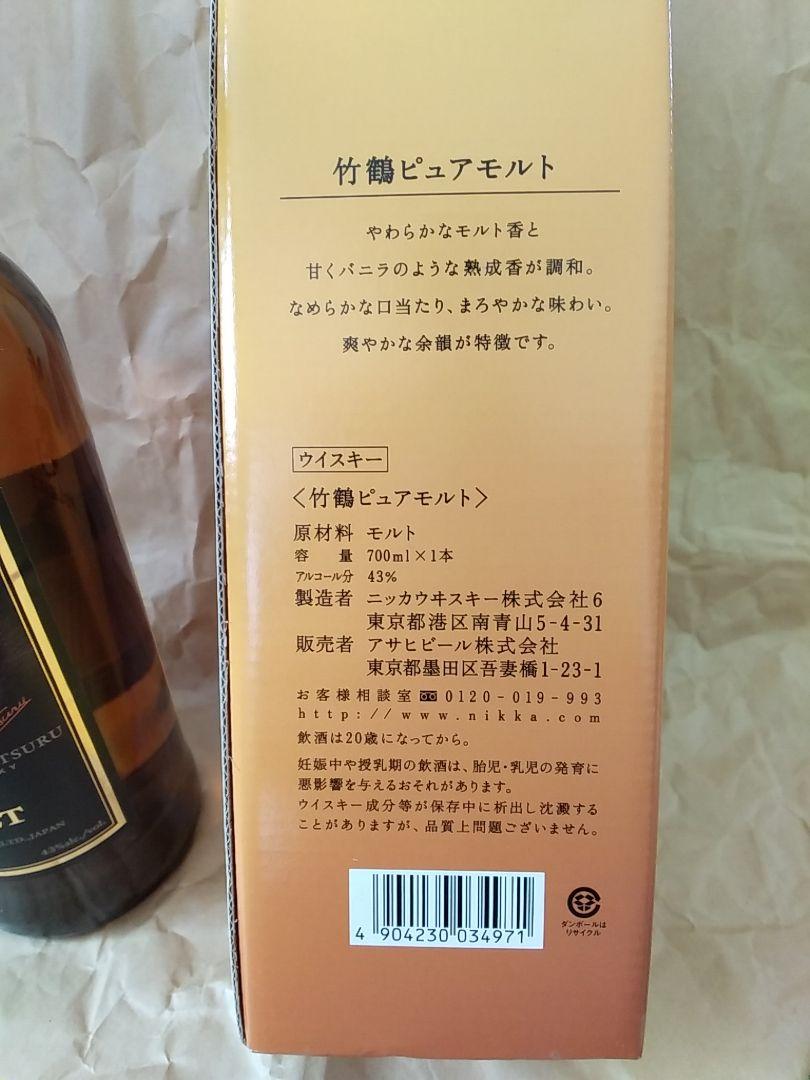 竹鶴ピュアモルト
やわらかなモルト香と
甘くバニラのような熟成香が調和。
なめらかな口当たり、まろやかな味わい。
爽やかな余韻が特徴です。
ウイスキー
〈竹鶴ピュアモルト〉
原材料 モルト
容 量 700ml×1本
アルコール分 43%
製造者 ニッカウヰスキー株式会社6
東京都港区南青山5-4-31
販売者 アサヒビール株式会社
東京都墨田区吾妻橋1-23-1
お客様相談室 0120-019-993
http://www.nikka.com
飲酒は20歳になってから。
妊娠中や授乳期の飲酒は、胎児・乳児の発育に
悪影響を与えるおそれがあります。
ウイスキー成分等が保存中に析出し沈澱する
ことがありますが、品質上問題ございません。
4 904230 034971
ダンボールは
リサイクル
TSURU
KY
LTD., JAPAN
43%alc./vol.